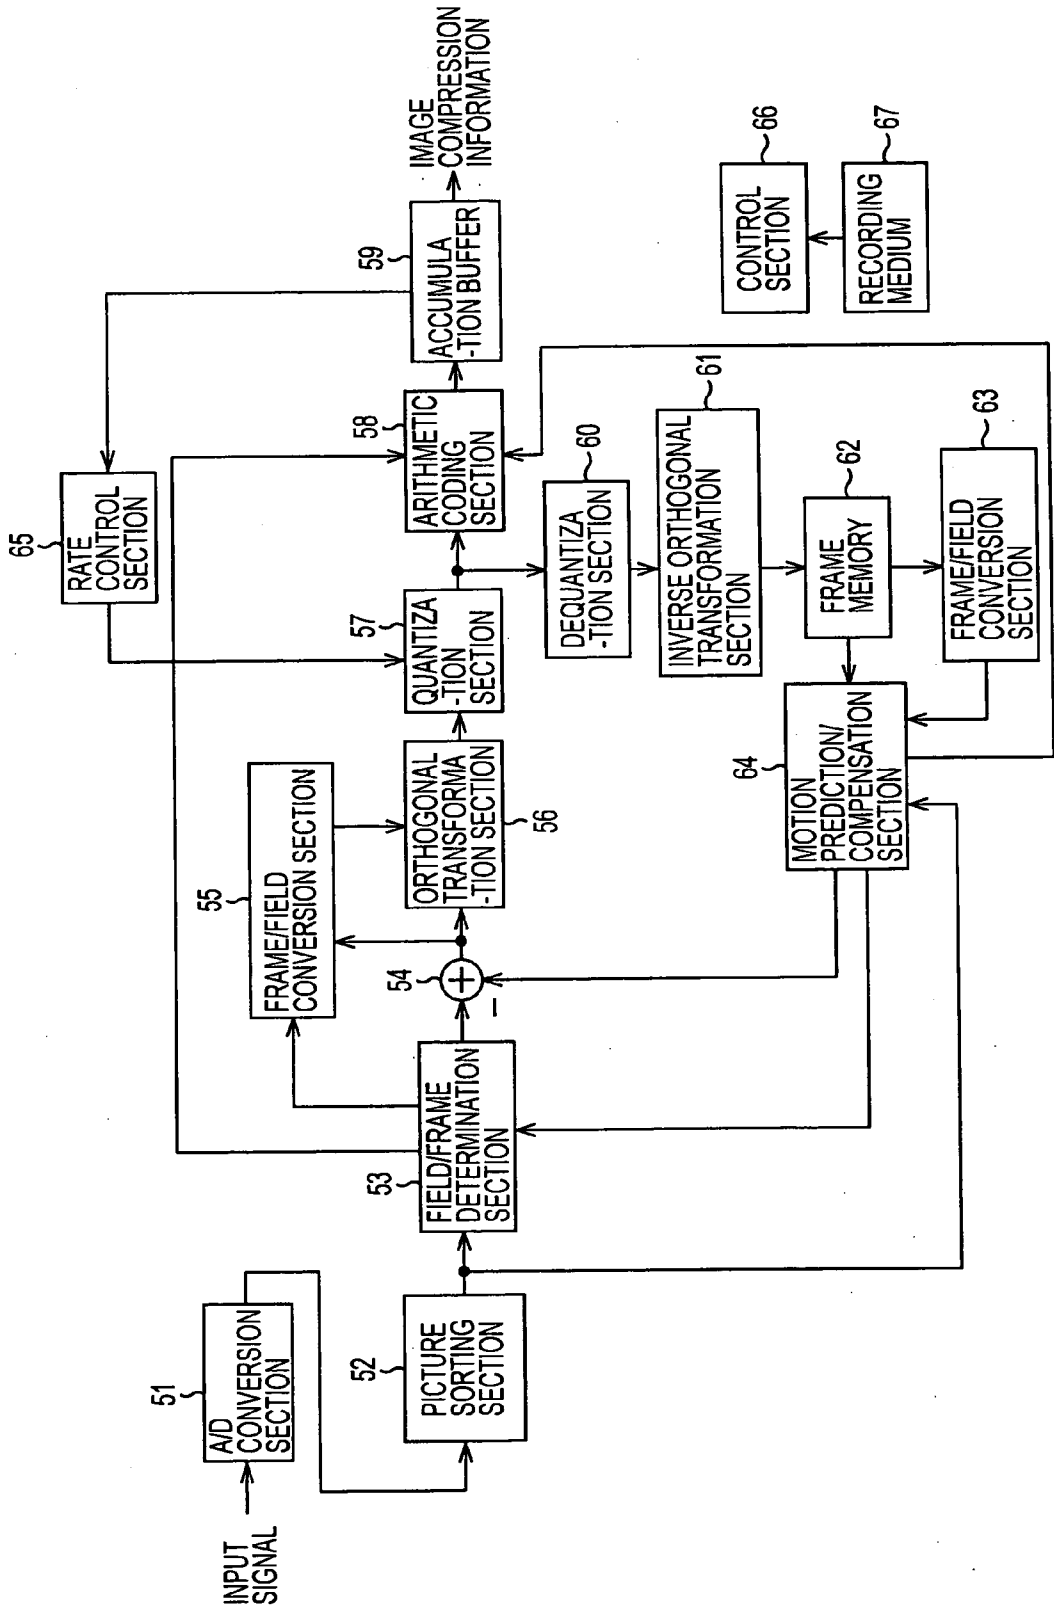 INPUT
SIGNAL
51
A/D
CONVERSION
SECTION
52
PICTURE
SORTING
SECTION
53
FIELD/FRAME
DETERMINATION
SECTION
54
−
55
FRAME/FIELD
CONVERSION SECTION
ORTHOGONAL
TRANSFORMA
-TION SECTION
56
57
QUANTIZA
-TION
SECTION
58
ARITHMETIC
CODING
SECTION
59
ACCUMULA
-TION BUFFER
IMAGE
COMPRESSION
INFORMATION
65
RATE
CONTROL
SECTION
60
DEQUANTIZA
-TION SECTION
61
INVERSE ORTHOGONAL
TRANSFORMATION
SECTION
62
FRAME
MEMORY
63
FRAME/FIELD
CONVERSION
SECTION
64
MOTION
PREDICTION/
COMPENSATION
SECTION
66
CONTROL
SECTION
67
RECORDING
MEDIUM